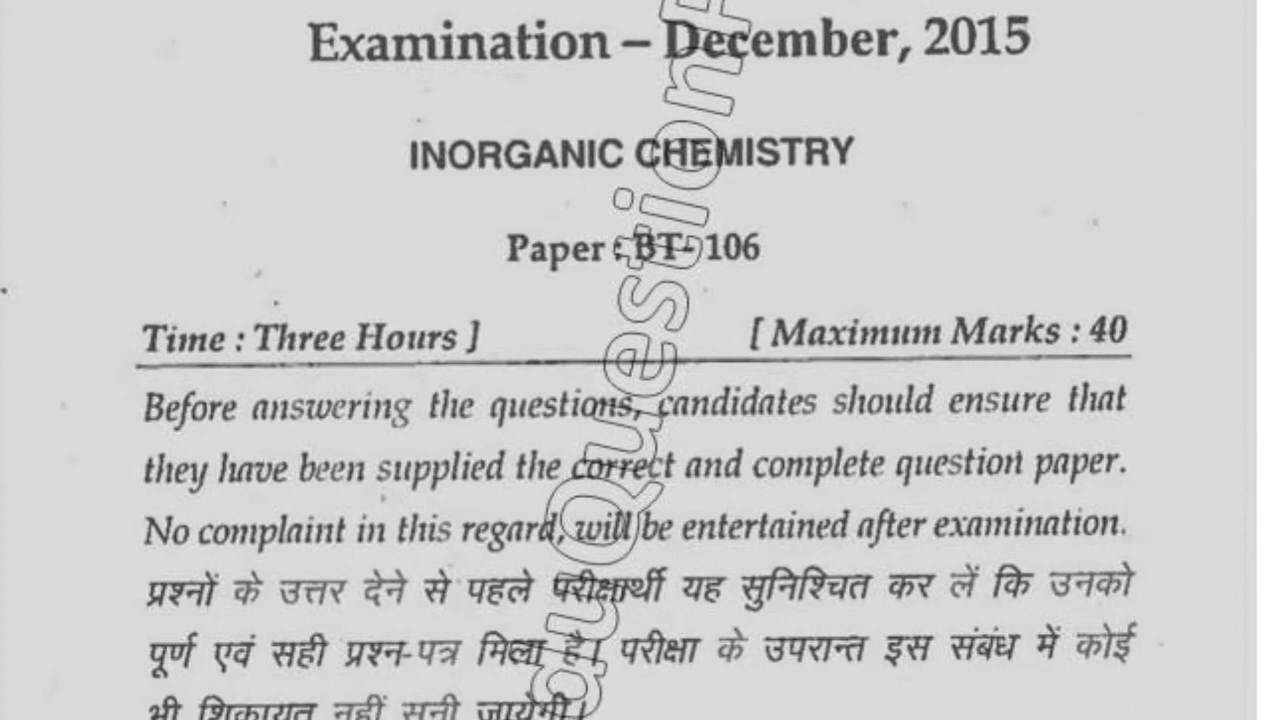 Examination – December, 2015
INORGANIC CHEMISTRY
Paper : BT- 106
Time : Three Hours ] [ Maximum Marks : 40
Before answering the questions, candidates should ensure that
they have been supplied the correct and complete question paper.
No complaint in this regard, will be entertained after examination.
प्रश्नों के उत्तर देने से पहले परीक्षार्थी यह सुनिश्चित कर लें कि उनको
पूर्ण एवं सही प्रश्न-पत्र मिला है। परीक्षा के उपरान्त इस संबंध में कोई
भी शिकायत नहीं सुनी जायेगी।